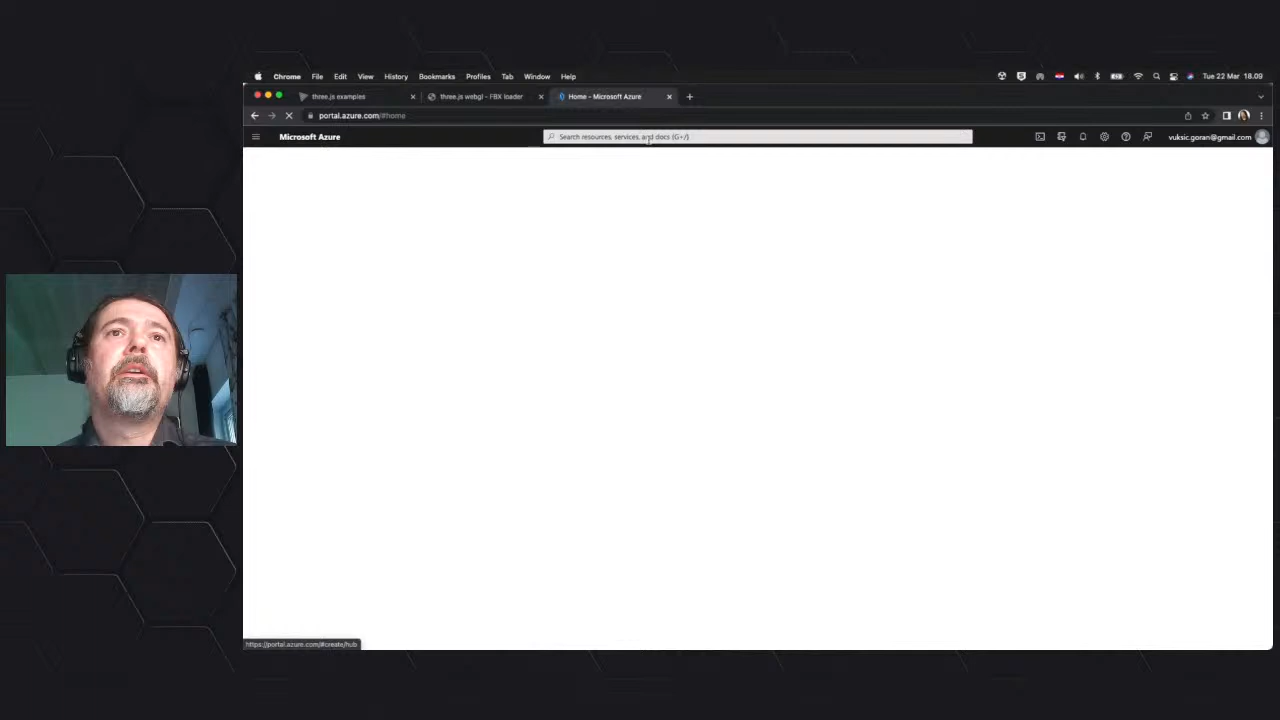 Chrome File Edit View History Bookmarks Profiles Tab Window Help Tue 22 Mar 18.09
three.js examples three.js webgl - FBX loader Home - Microsoft Azure
portal.azure.com/#home
Microsoft Azure Search resources, services, and docs (G+/) vuksic.goran@gmail.com
https://portal.azure.com/#create/hub